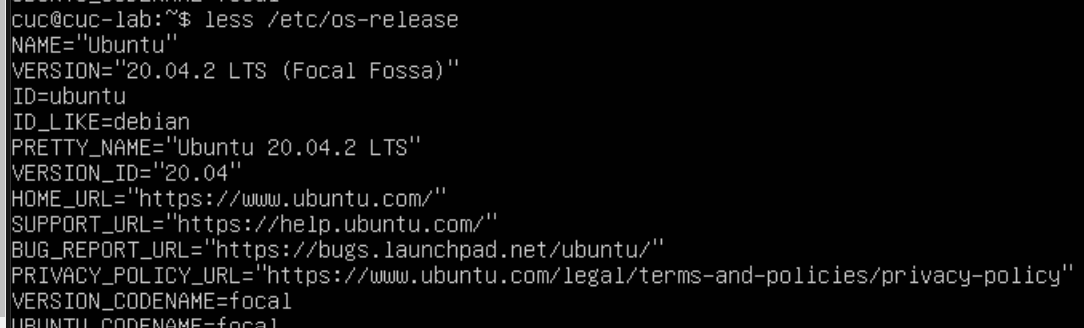 cuc@cuc-lab:~$ less /etc/os-release
NAME="Ubuntu"
VERSION="20.04.2 LTS (Focal Fossa)"
ID=ubuntu
ID_LIKE=debian
PRETTY_NAME="Ubuntu 20.04.2 LTS"
VERSION_ID="20.04"
HOME_URL="https://www.ubuntu.com/"
SUPPORT_URL="https://help.ubuntu.com/"
BUG_REPORT_URL="https://bugs.launchpad.net/ubuntu/"
PRIVACY_POLICY_URL="https://www.ubuntu.com/legal/terms-and-policies/privacy-policy"
VERSION_CODENAME=focal
UBUNTU_CODENAME=focal